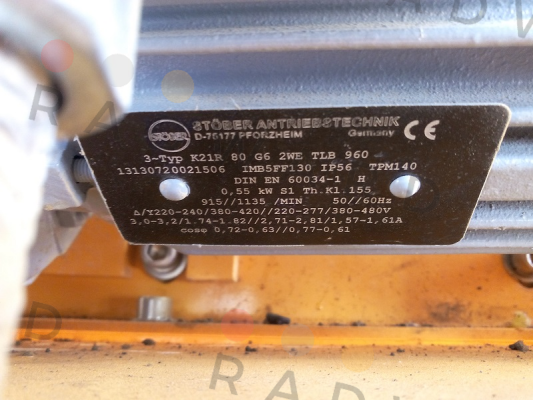 STÖBER
STÖBER ANTRIEBSTECHNIK
D-75177 PFORZHEIM Germany CE
3-Typ K21R 80 G6 2WE TLB 960
13130720021506 IMB5FF130 IP56 TPM140
DIN EN 60034-1 H
0,55 kW S1 Th.Kl.155
915//1135 /MIN 50//60Hz
Δ/Y220-240/380-420//220-277/380-480V
3,0-3,2/1.74-1.82//2,71-2,81/1,57-1,61A
cosφ 0,72-0,63//0,77-0,61